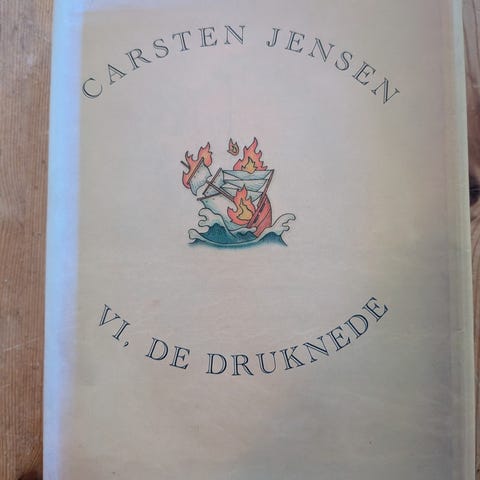 CARSTEN JENSEN
VI, DE DRUKNEDE